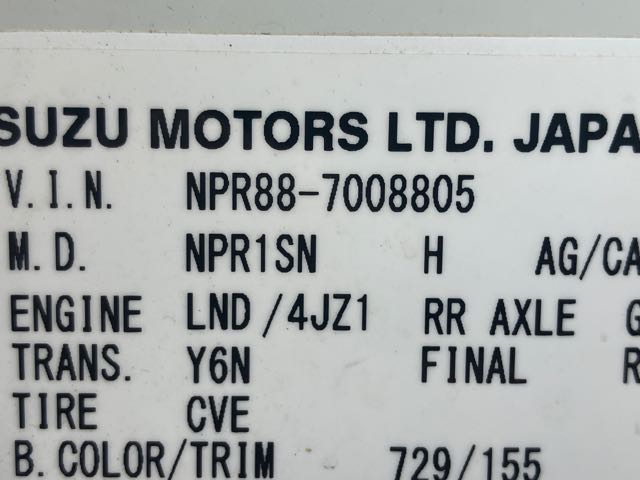 SUZU MOTORS LTD. JAPA
V.I.N. NPR88-7008805
M.D. NPR1SN H AG/CA
ENGINE LND/4JZ1 RR AXLE G
TRANS. Y6N FINAL R
TIRE CVE
B.COLOR/TRIM 729/155